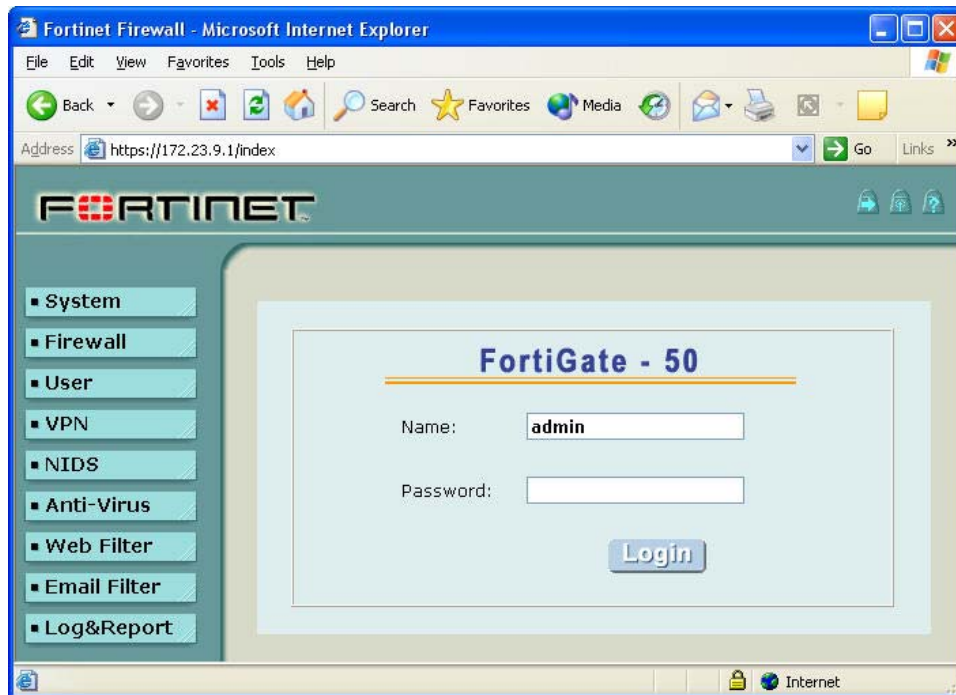 Fortinet Firewall - Microsoft Internet Explorer
File Edit View Favorites Tools Help
Back Search Favorites Media
Address https://172.23.9.1/index Go Links »
FORTINET
System
Firewall
User
VPN
NIDS
Anti-Virus
Web Filter
Email Filter
Log&Report
FortiGate - 50
Name: admin
Password:
Login
Internet